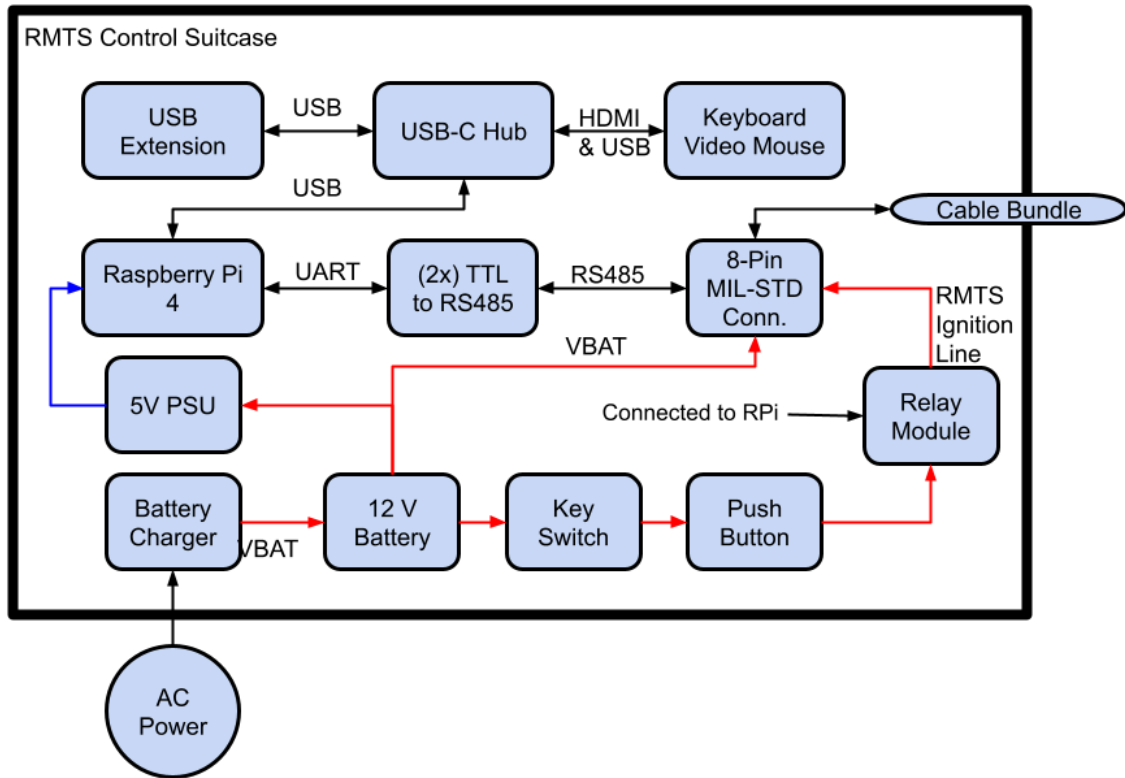 RMTS Control Suitcase
USB
Extension
USB
USB-C Hub
HDMI
& USB
Keyboard
Video Mouse
USB
Cable Bundle
Raspberry Pi
4
UART
(2x) TTL
to RS485
RS485
8-Pin
MIL-STD
Conn.
RMTS
Ignition
Line
VBAT
5V PSU
Connected to RPi
Relay
Module
Battery
Charger
VBAT
12 V
Battery
Key
Switch
Push
Button
AC
Power